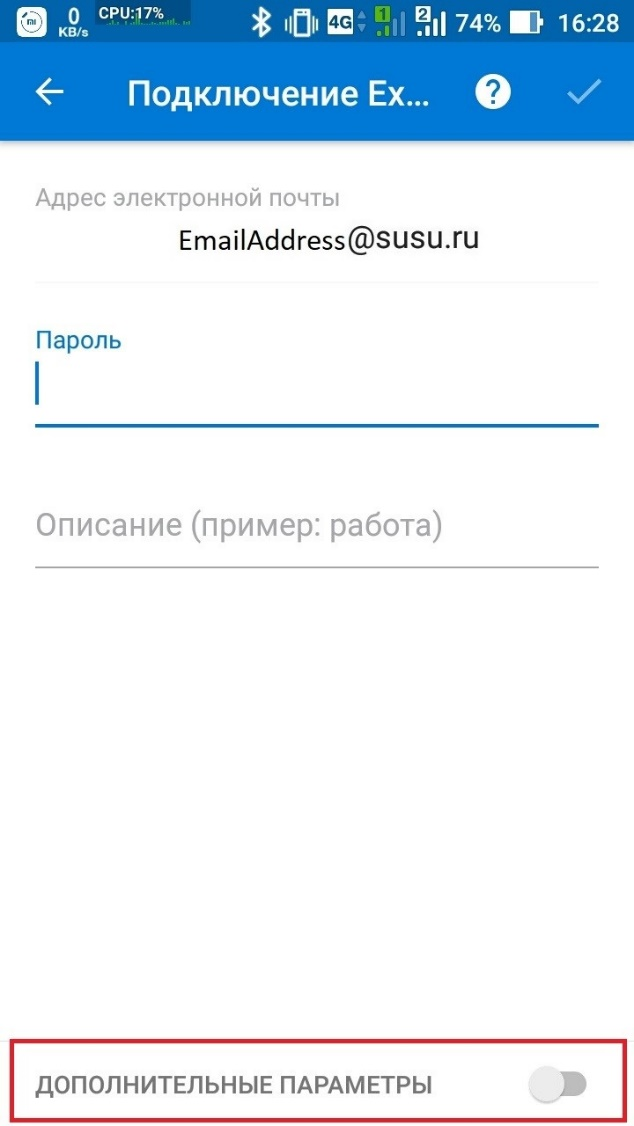 0 KB/s CPU:17% 4G 1 2 74% 16:28
Подключение Ex...
Адрес электронной почты
EmailAddress@susu.ru
Пароль
Описание (пример: работа)
ДОПОЛНИТЕЛЬНЫЕ ПАРАМЕТРЫ